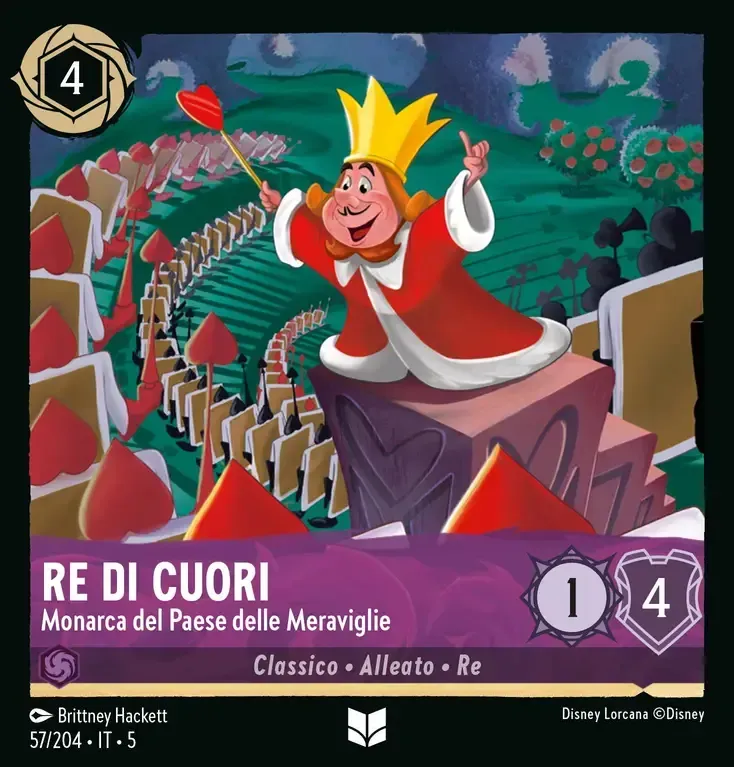 4
RE DI CUORI
Monarca del Paese delle Meraviglie
1
4
Classico • Alleato • Re
Brittney Hackett
Disney Lorcana ©Disney
57/204 • IT • 5